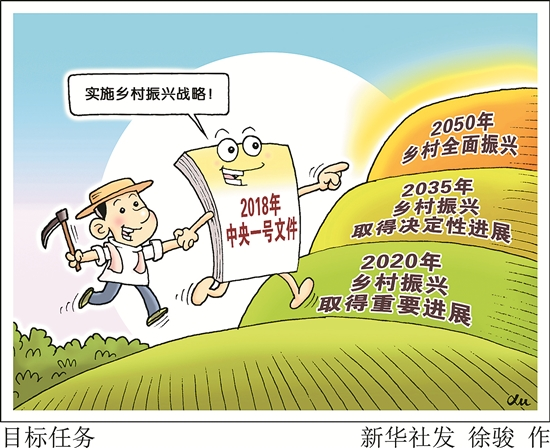 实施乡村振兴战略！
2018年
中央一号文件
2050年
乡村全面振兴
2035年
乡村振兴
取得决定性进展
2020年
乡村振兴
取得重要进展
目标任务
新华社发 徐骏 作